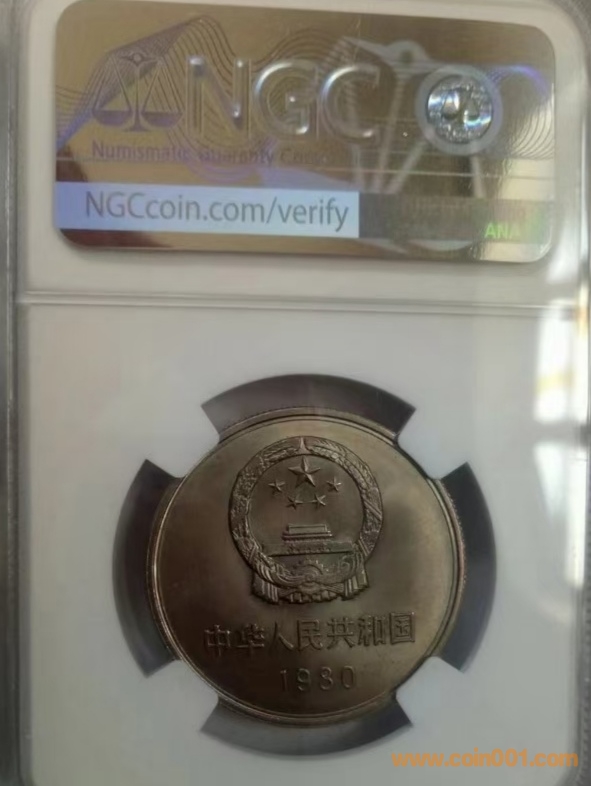 NGC
Numismatic Guaranty
NGCcoin.com/verify
ANA
中华人民共和国
1980
www.coin001.com